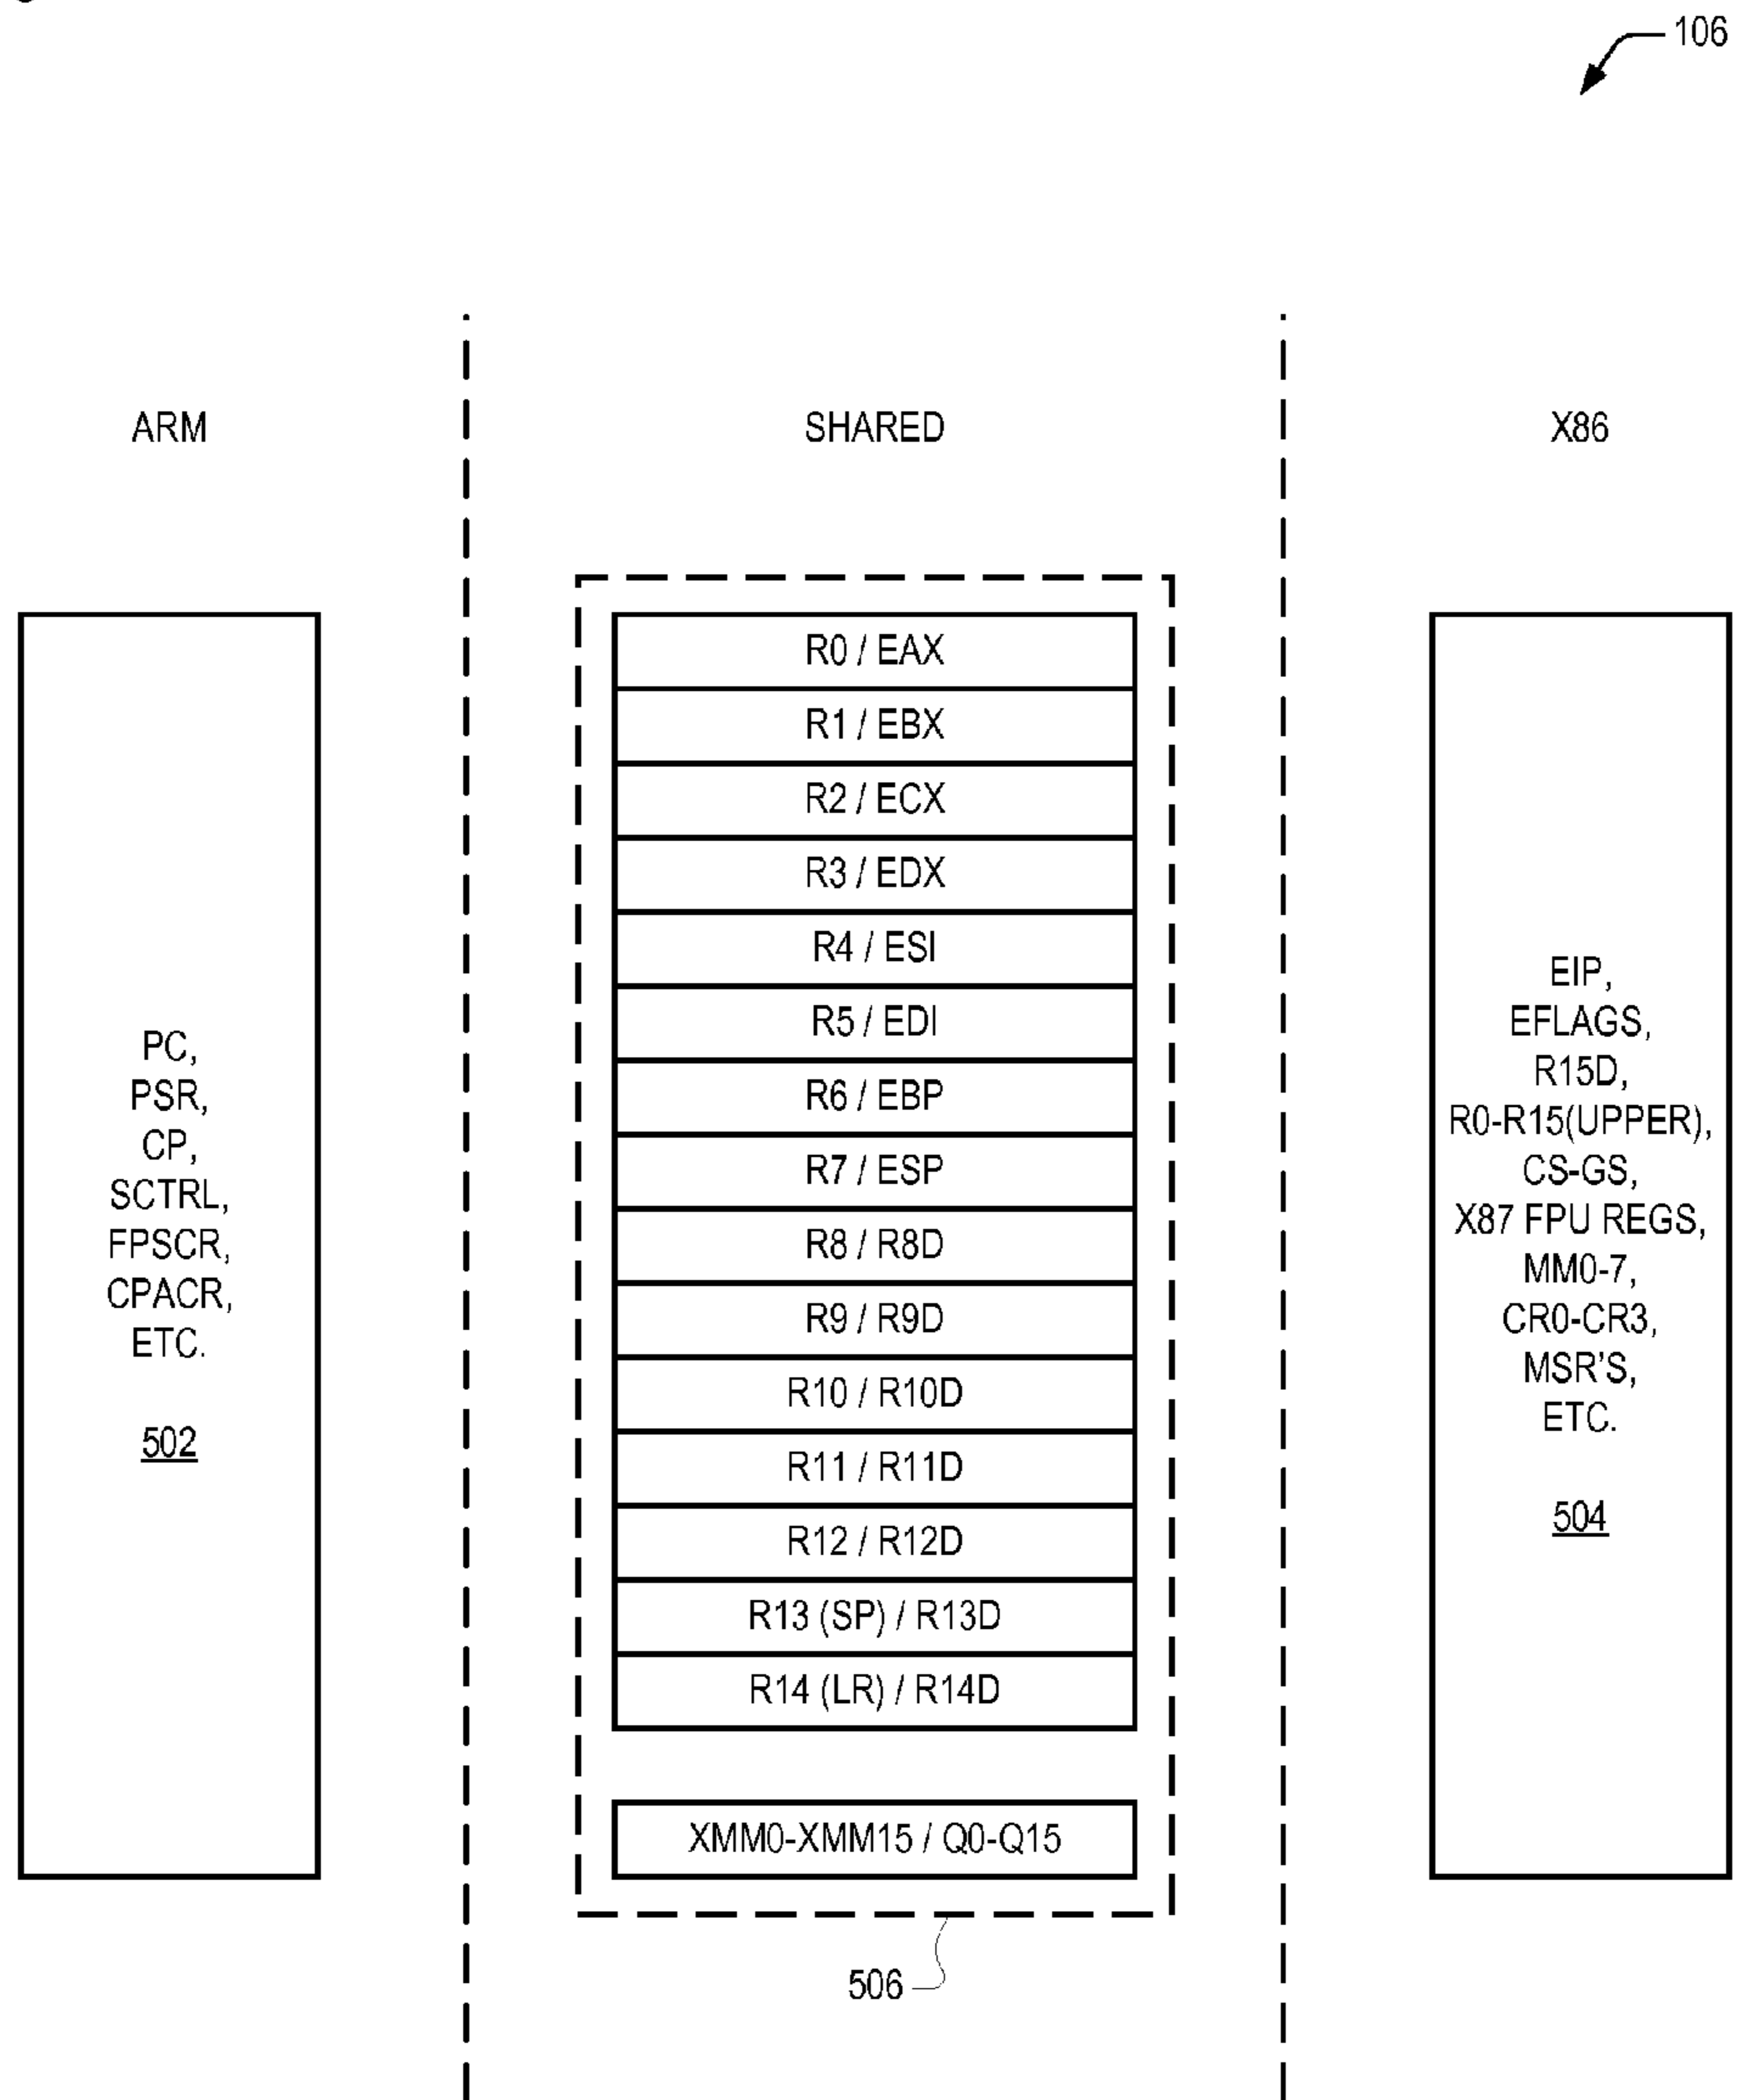 106
ARM
SHARED
X86
PC,
PSR,
CP,
SCTRL,
FPSCR,
CPACR,
ETC.
502
R0 / EAX
R1 / EBX
R2 / ECX
R3 / EDX
R4 / ESI
R5 / EDI
R6 / EBP
R7 / ESP
R8 / R8D
R9 / R9D
R10 / R10D
R11 / R11D
R12 / R12D
R13 (SP) / R13D
R14 (LR) / R14D
XMM0-XMM15 / Q0-Q15
506
EIP,
EFLAGS,
R15D,
R0-R15(UPPER),
CS-GS,
X87 FPU REGS,
MM0-7,
CR0-CR3,
MSR'S,
ETC.
504